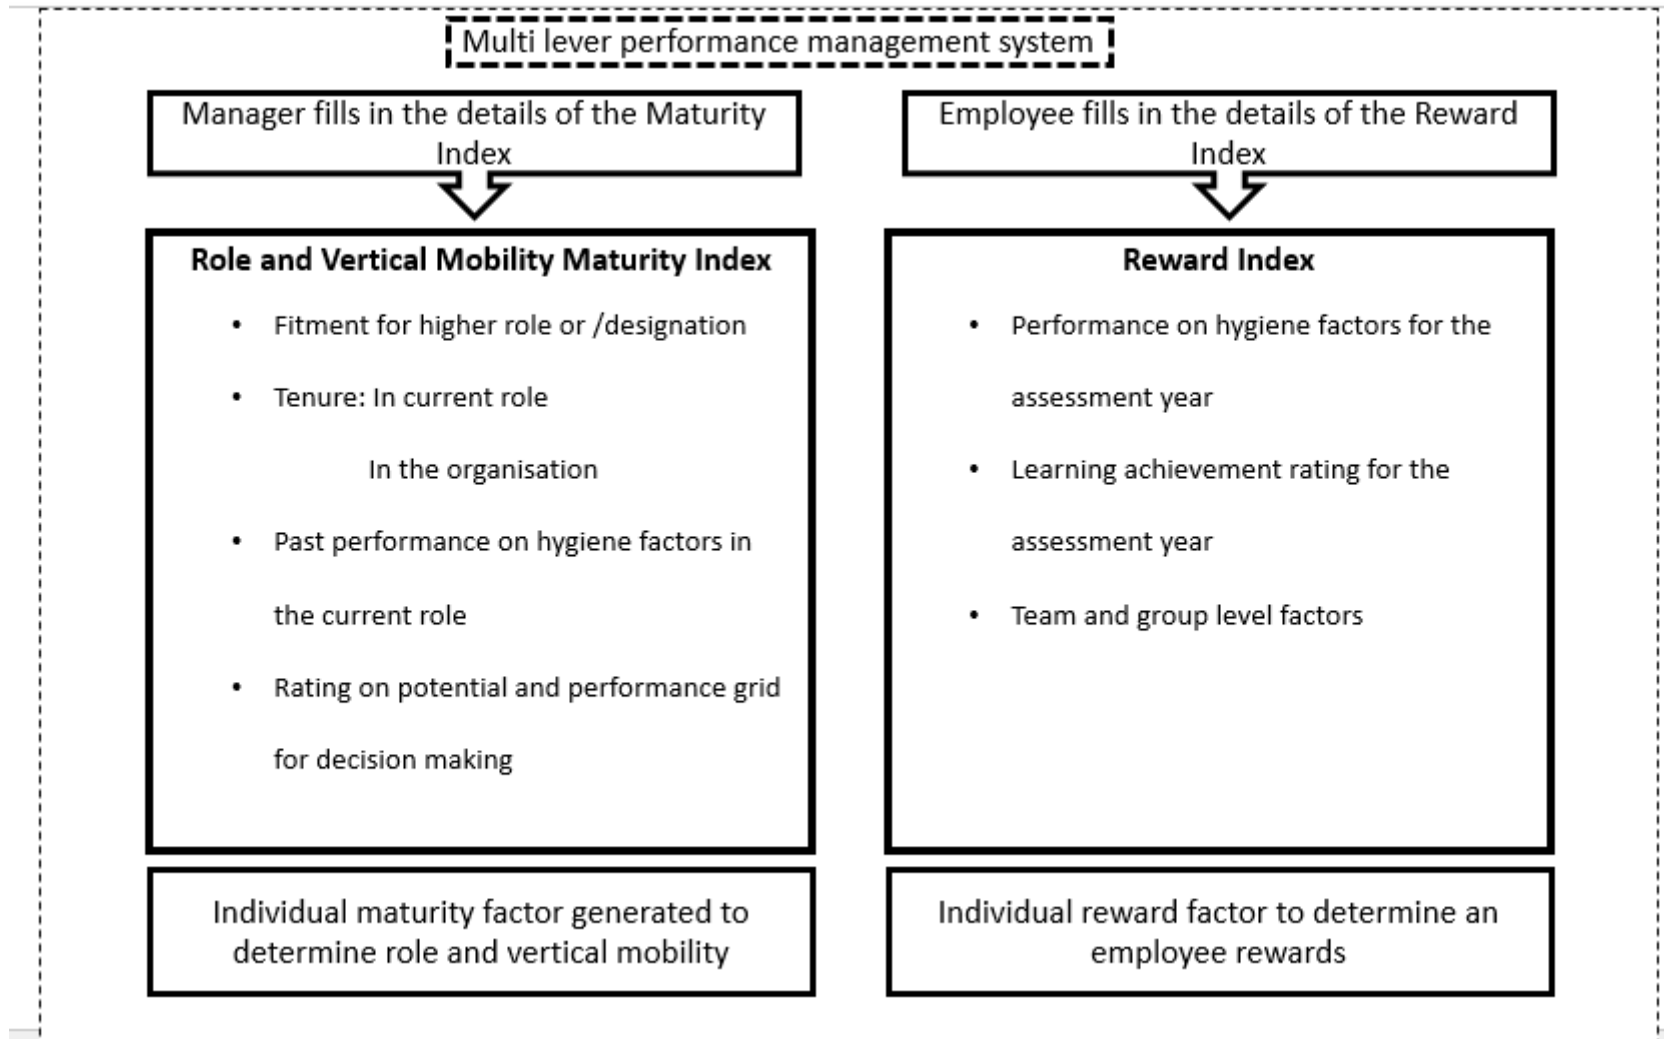 Multi lever performance management system
Manager fills in the details of the Maturity
Index
Employee fills in the details of the Reward
Index
Role and Vertical Mobility Maturity Index
• Fitment for higher role or /designation
• Tenure: In current role
In the organisation
• Past performance on hygiene factors in
the current role
• Rating on potential and performance grid
for decision making
Reward Index
• Performance on hygiene factors for the
assessment year
• Learning achievement rating for the
assessment year
• Team and group level factors
Individual maturity factor generated to
determine role and vertical mobility
Individual reward factor to determine an
employee rewards